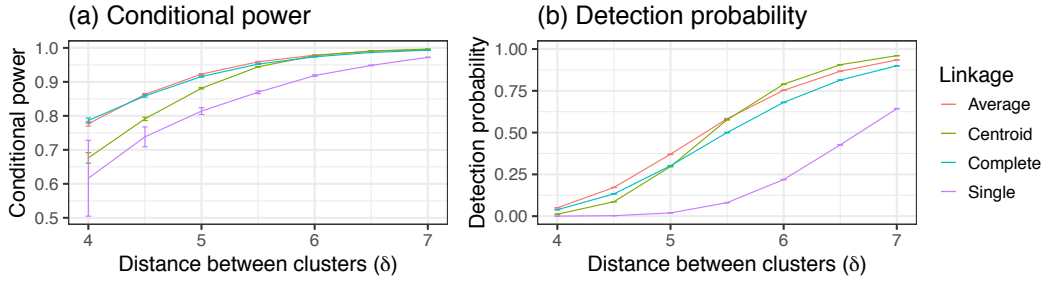 (a) Conditional power
Conditional power
1.0
0.9
0.8
0.7
0.6
0.5
4
5
6
7
Distance between clusters (δ)
(b) Detection probability
Detection probability
1.00
0.75
0.50
0.25
0.00
4
5
6
7
Distance between clusters (δ)
Linkage
Average
Centroid
Complete
Single